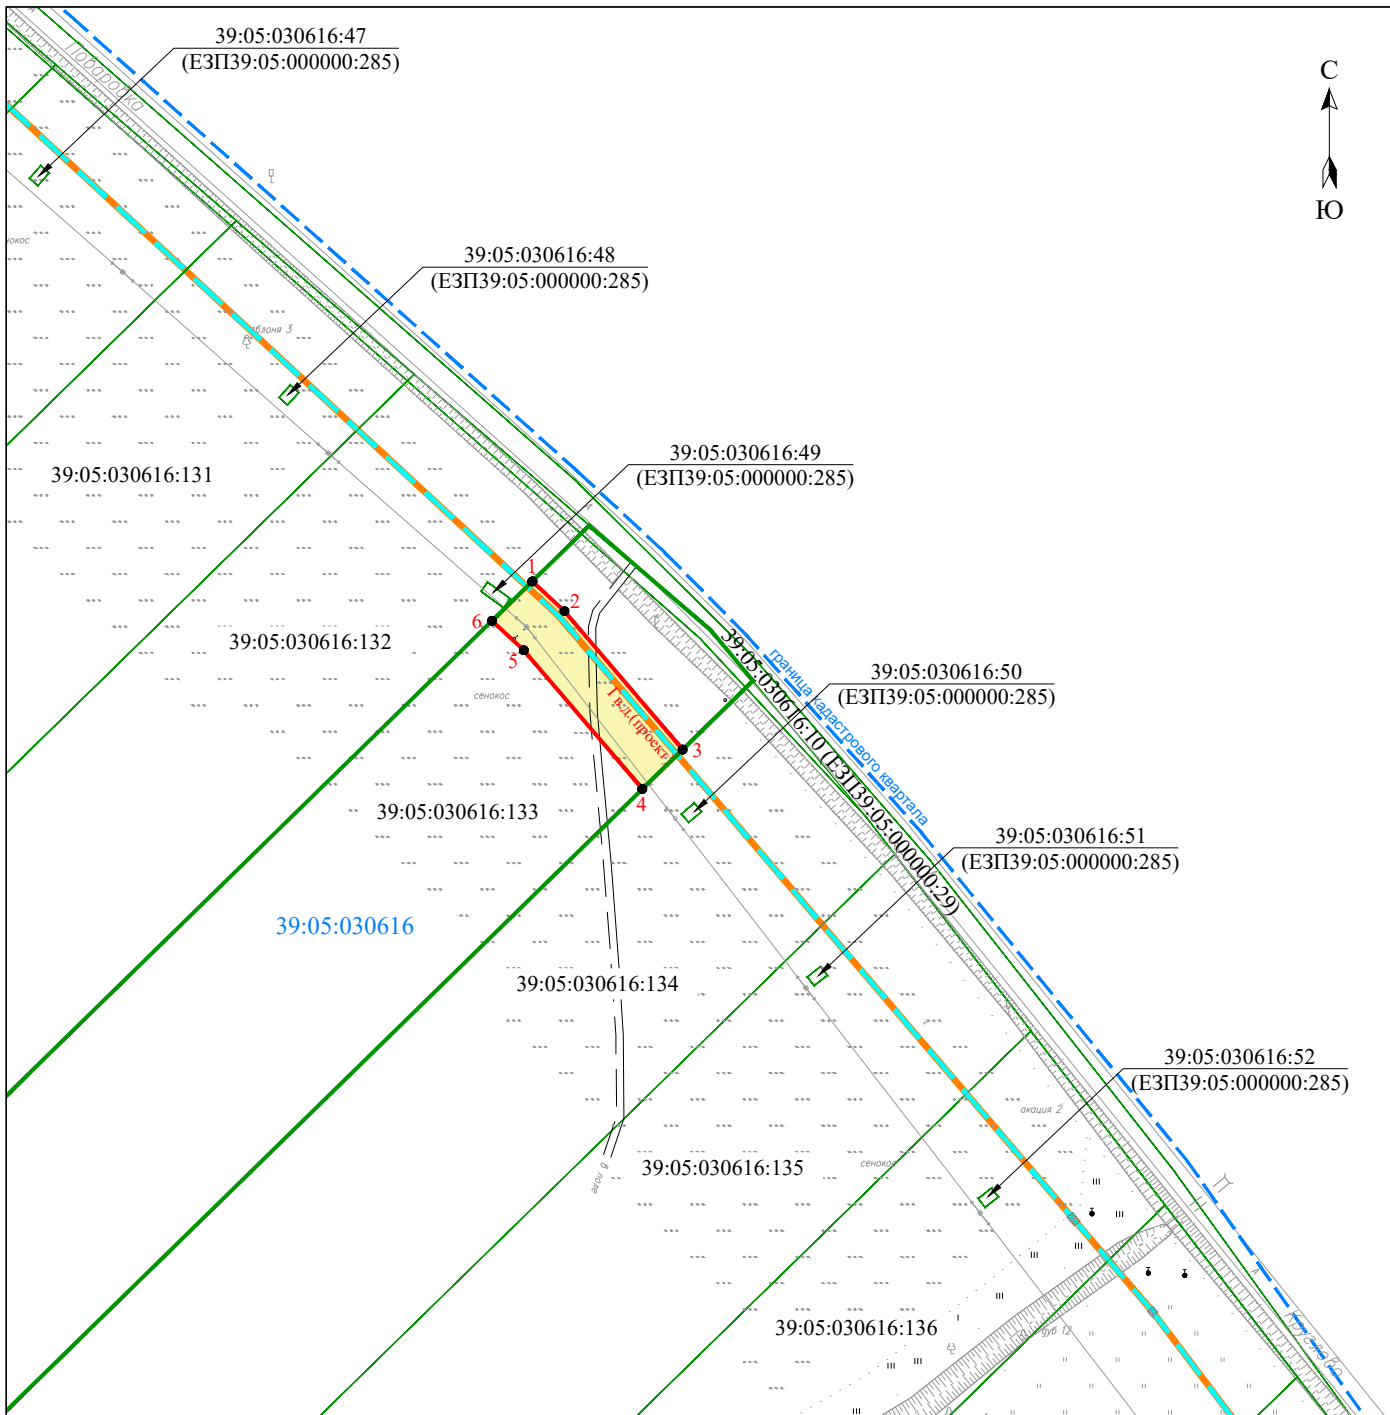 39:05:030616:47
(ЕЗП39:05:000000:285)
С
Ю
39:05:030616:48
(ЕЗП39:05:000000:285)
39:05:030616:131
39:05:030616:49
(ЕЗП39:05:000000:285)
1
2
6
5
39:05:030616:132
сенокос
1 в.д.(проект)
3
4
39:05:030616:10 (ЕЗП39:05:000000:29)
граница кадастрового квартала
39:05:030616:50
(ЕЗП39:05:000000:285)
39:05:030616:133
39:05:030616:51
(ЕЗП39:05:000000:285)
39:05:030616
39:05:030616:134
39:05:030616:52
(ЕЗП39:05:000000:285)
акация 2
39:05:030616:135
сенокос
в поле
39:05:030616:136
дуб 12
Круглово